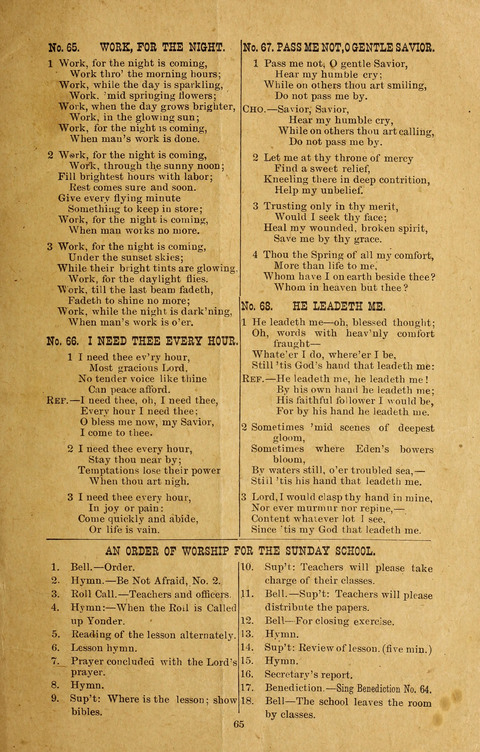 No. 65. WORK, FOR THE NIGHT.
1 Work, for the night is coming,
Work thro' the morning hours;
Work, while the day is sparkling,
Work, 'mid springing flowers;
Work, when the day grows brighter,
Work, in the glowing sun;
Work, for the night is coming,
When man's work is done.
2 Work, for the night is coming,
Work, through the sunny noon;
Fill brightest hours with labor;
Rest comes sure and soon.
Give every flying minute
Something to keep in store;
Work, for the night is coming,
When man works no more.
3 Work, for the night is coming,
Under the sunset skies;
While their bright tints are glowing,
Work, for the daylight flies.
Work, till the last beam fadeth,
Fadeth to shine no more;
Work, while the night is dark'ning,
When man's work is o'er.
No. 66. I NEED THEE EVERY HOUR.
1 I need thee ev'ry hour,
Most gracious Lord,
No tender voice like thine
Can peace afford.
REF.—I need thee, oh, I need thee,
Every hour I need thee;
O bless me now, my Savior,
I come to thee.
2 I need thee every hour,
Stay thou near by;
Temptations lose their power
When thou art nigh.
3 I need thee every hour,
In joy or pain;
Come quickly and abide,
Or life is vain.
No. 67. PASS ME NOT, O GENTLE SAVIOR.
1 Pass me not, O gentle Savior,
Hear my humble cry;
While on others thou art smiling,
Do not pass me by.
CHO.—Savior, Savior,
Hear my humble cry,
While on others thou art calling,
Do not pass me by.
2 Let me at thy throne of mercy
Find a sweet relief,
Kneeling there in deep contrition,
Help my unbelief.
3 Trusting only in thy merit,
Would I seek thy face;
Heal my wounded, broken spirit,
Save me by thy grace.
4 Thou the Spring of all my comfort,
More than life to me,
Whom have I on earth beside thee?
Whom in heaven but thee?
No. 68. HE LEADETH ME.
1 He leadeth me—oh, blessed thought;
Oh, words with heav'nly comfort
fraught—
Whate'er I do, where'er I be,
Still 'tis God's hand that leadeth me:
REF.—He leadeth me, he leadeth me!
By his own hand he leadeth me;
His faithful follower I would be,
For by his hand he leadeth me.
2 Sometimes 'mid scenes of deepest
gloom,
Sometimes where Eden's bowers
bloom,
By waters still, o'er troubled sea,—
Still 'tis his hand that leadeth me.
3 Lord, I would clasp thy hand in mine,
Nor ever murmur nor repine,—
Content whatever lot I see,
Since 'tis my God that leadeth me.
AN ORDER OF WORSHIP FOR THE SUNDAY SCHOOL.
1. Bell.—Order.
2. Hymn.—Be Not Afraid, No. 2.
3. Roll Call.—Teachers and officers.
4. Hymn:—When the Roll is Called
up Yonder.
5. Reading of the lesson alternately.
6. Lesson hymn.
7. Prayer concluded with the Lord's
prayer.
8. Hymn.
9. Sup't: Where is the lesson; show
bibles.
10. Sup't: Teachers will please take
charge of their classes.
11. Bell.—Sup't: Teachers will please
distribute the papers.
12. Bell—For closing exercise.
13. Hymn.
14. Sup't: Review of lesson. (five min.)
15. Hymn.
16. Secretary's report.
17. Benediction.—Sing Benediction No. 64.
18. Bell—The school leaves the room
by classes.
65